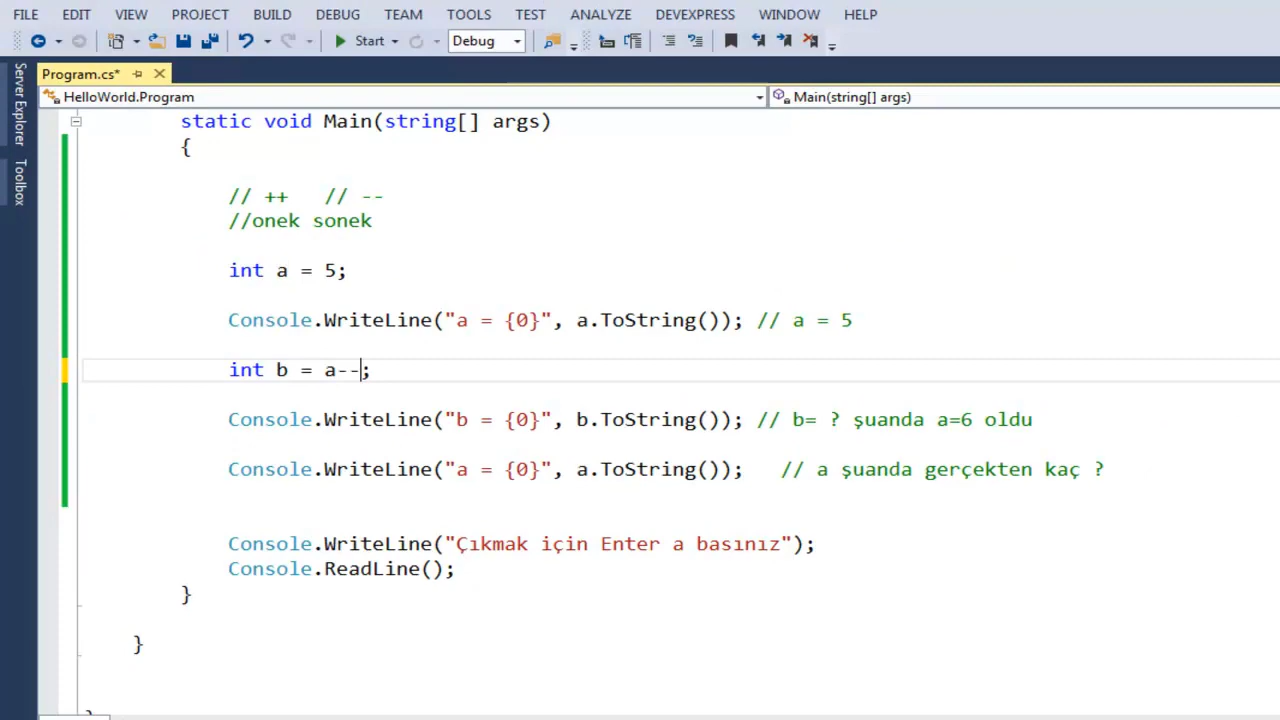 FILE EDIT VIEW PROJECT BUILD DEBUG TEAM TOOLS TEST ANALYZE DEVEXPRESS WINDOW HELP
Start Debug
Server Explorer
Toolbox
Program.cs*
HelloWorld.Program Main(string[] args)
static void Main(string[] args)
{
// ++ // --
//onek sonek
int a = 5;
Console.WriteLine("a = {0}", a.ToString()); // a = 5
int b = a--;
Console.WriteLine("b = {0}", b.ToString()); // b= ? şuanda a=6 oldu
Console.WriteLine("a = {0}", a.ToString()); // a şuanda gerçekten kaç ?
Console.WriteLine("Çıkmak için Enter a basınız");
Console.ReadLine();
}
}